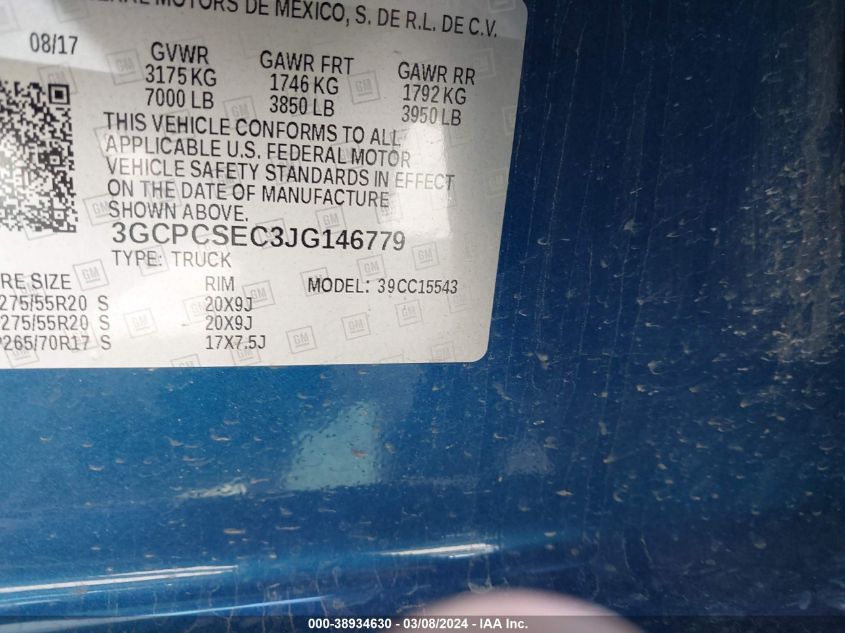 MOTORS DE MEXICO, S. DE R.L. DE C.V.
08/17 GVWR GAWR FRT GAWR RR
3175 KG 1746 KG 1792 KG
7000 LB 3850 LB 3950 LB
THIS VEHICLE CONFORMS TO ALL
APPLICABLE U.S. FEDERAL MOTOR
VEHICLE SAFETY STANDARDS IN EFFECT
ON THE DATE OF MANUFACTURE
SHOWN ABOVE.
3GCPCSEC3JG146779
TYPE: TRUCK
RE SIZE RIM MODEL: 39CC15543
275/55R20 S 20X9J
275/55R20 S 20X9J
P265/70R17 S 17X7.5J
000-38934630 - 03/08/2024 - IAA Inc.